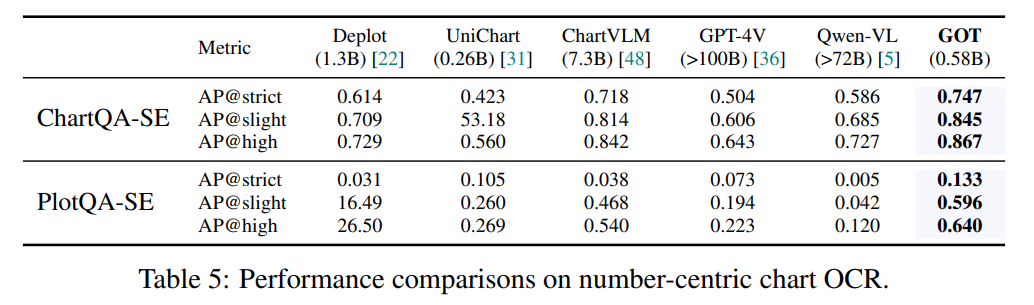 Metric Deplot (1.3B) [22] UniChart (0.26B) [31] ChartVLM (7.3B) [48] GPT-4V (>100B) [36] Qwen-VL (>72B) [5] GOT (0.58B)
ChartQA-SE AP@strict 0.614 0.423 0.718 0.504 0.586 0.747
AP@slight 0.709 53.18 0.814 0.606 0.685 0.845
AP@high 0.729 0.560 0.842 0.643 0.727 0.867
PlotQA-SE AP@strict 0.031 0.105 0.038 0.073 0.005 0.133
AP@slight 16.49 0.260 0.468 0.194 0.042 0.596
AP@high 26.50 0.269 0.540 0.223 0.120 0.640
Table 5: Performance comparisons on number-centric chart OCR.